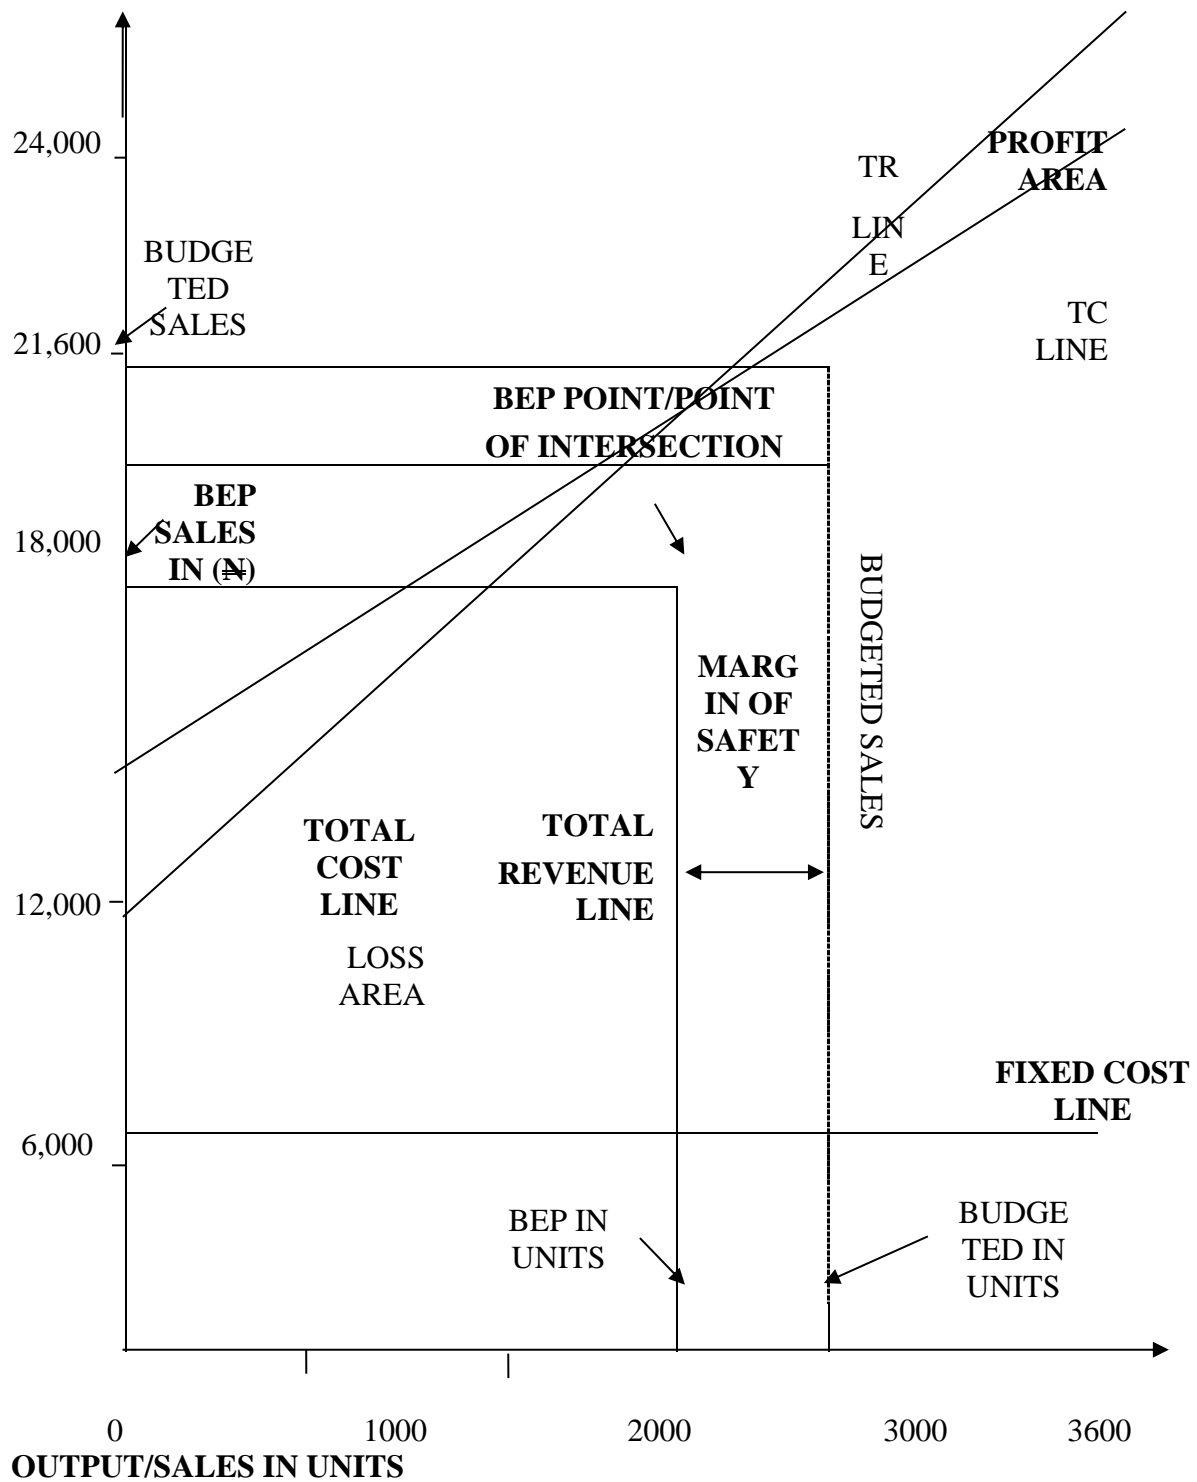 24,000
TR
LIN
E
PROFIT
AREA
BUDGE
TED
SALES
21,600
TC
LINE
BEP POINT/POINT
OF INTERSECTION
BEP
SALES
IN (₦)
18,000
BUDGETED SALES
MARG
IN OF
SAFET
Y
TOTAL
COST
LINE
TOTAL
REVENUE
LINE
12,000
LOSS
AREA
FIXED COST
LINE
6,000
BEP IN
UNITS
BUDGE
TED IN
UNITS
0 1000 2000 3000 3600
OUTPUT/SALES IN UNITS